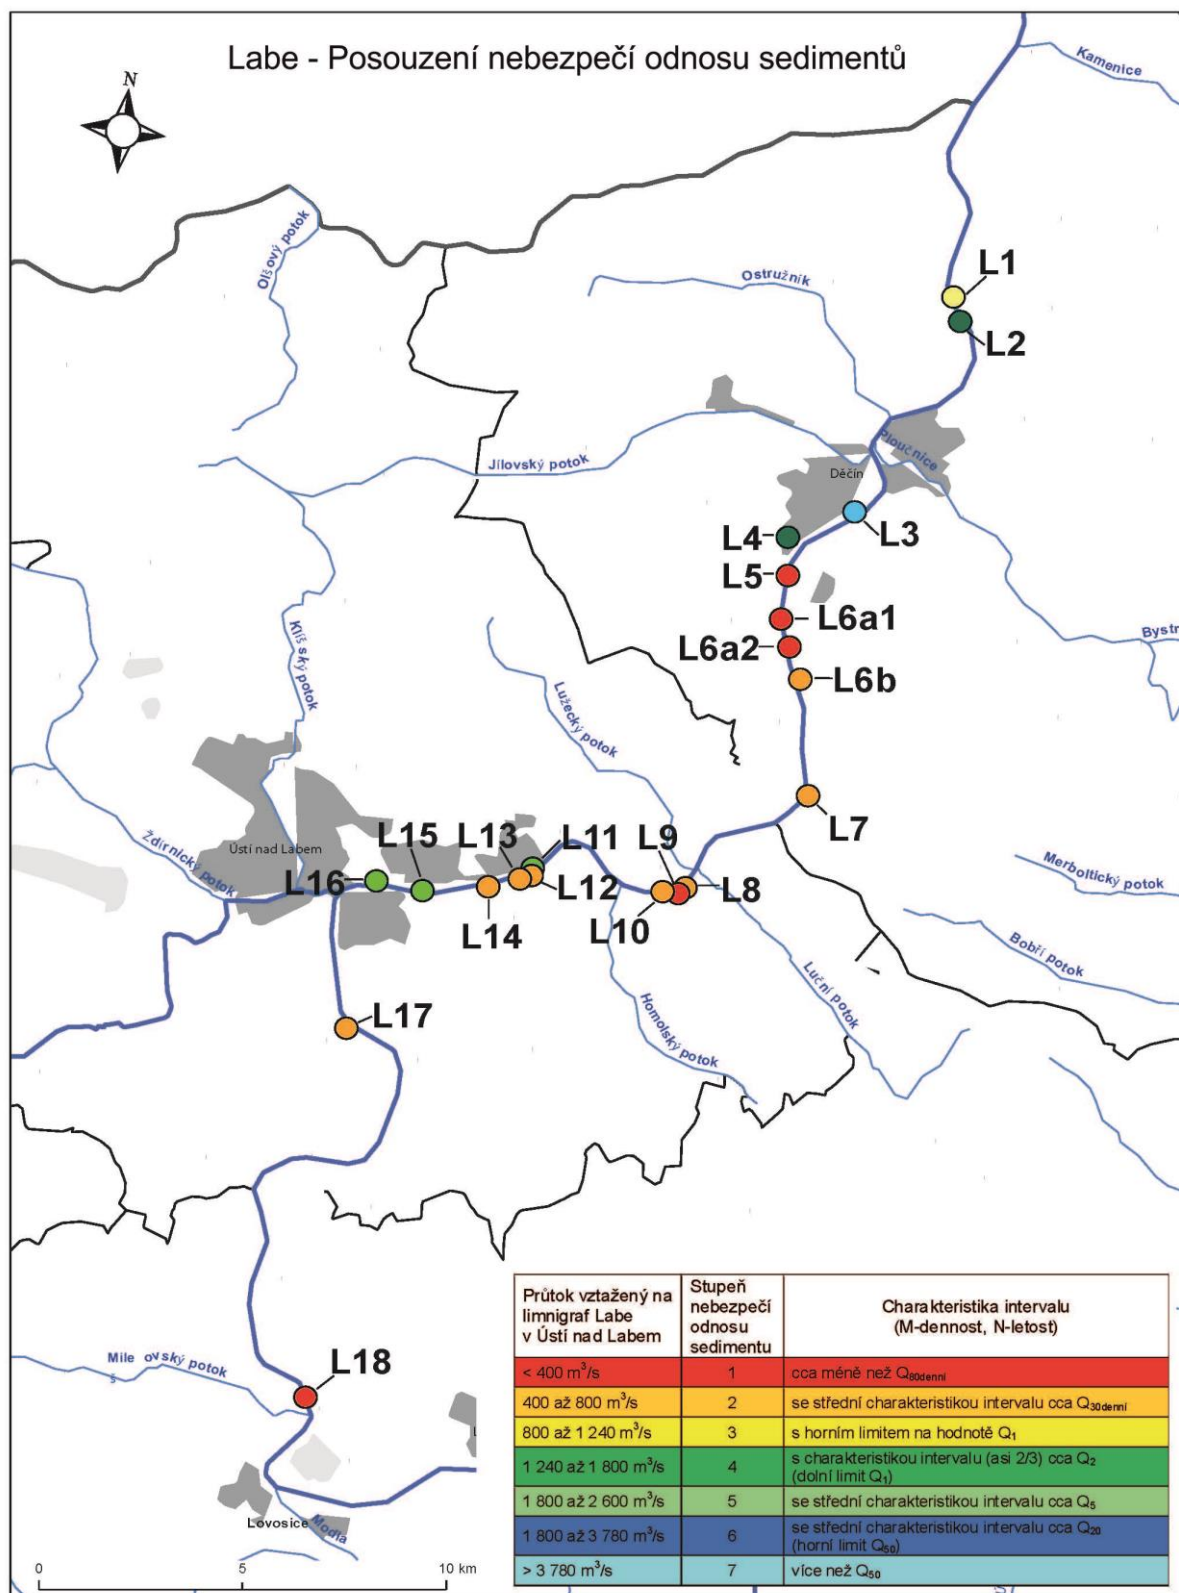 Labe - Posouzení nebezpečí odnosu sedimentů
N
Kamenice
Olšový potok
Ostružník
L1
L2
Ploučnice
Jílovský potok
Děčín
L3
L4
L5
L6a1
L6a2
L6b
Bystř
Klíšský potok
Lužecký potok
L7
Ždírnický potok
Ústí nad Labem
L16
L15
L13
L11
L12
L14
L9
L8
L10
Merboltický potok
Bobří potok
Luční potok
Homolský potok
L17
Mile ovský potok
š
L18
Lovosice
Modla
0 5 10 km
Průtok vztažený na limnigraf Labe v Ústí nad Labem | Stupeň nebezpečí odnosu sedimentu | Charakteristika intervalu (M-dennost, N-letost)
< 400 m³/s 1 cca méně než Q80denní
400 až 800 m³/s 2 se střední charakteristikou intervalu cca Q30denní
800 až 1 240 m³/s 3 s horním limitem na hodnotě Q1
1 240 až 1 800 m³/s 4 s charakteristikou intervalu (asi 2/3) cca Q2
(dolní limit Q1)
1 800 až 2 600 m³/s 5 se střední charakteristikou intervalu cca Q5
1 800 až 3 780 m³/s 6 se střední charakteristikou intervalu cca Q20
(horní limit Q50)
> 3 780 m³/s 7 více než Q50